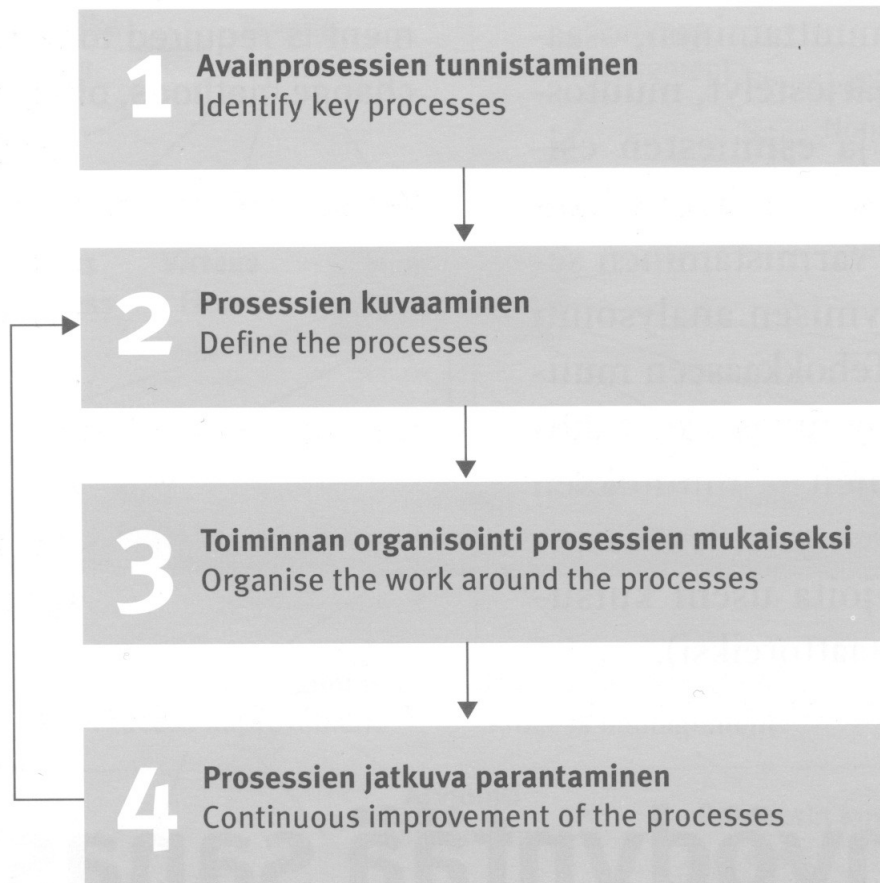 1
Avainprosessien tunnistaminen
Identify key processes
2
Prosessien kuvaaminen
Define the processes
3
Toiminnan organisointi prosessien mukaiseksi
Organise the work around the processes
4
Prosessien jatkuva parantaminen
Continuous improvement of the processes